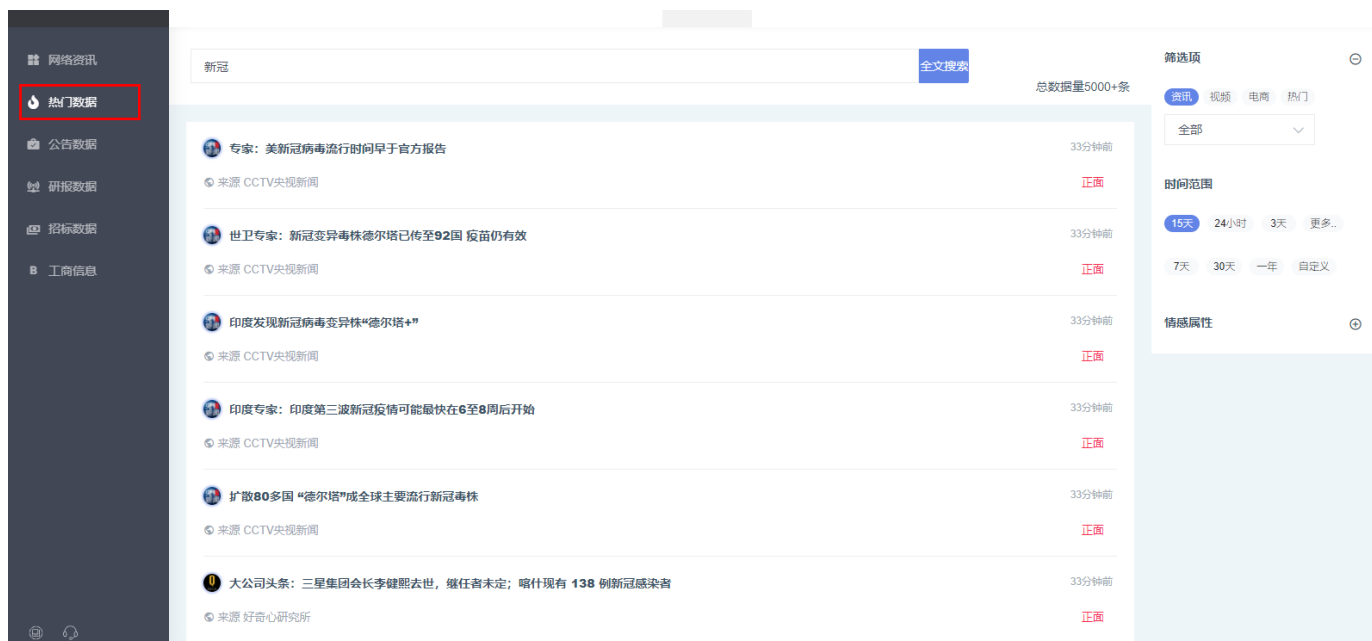 网络资讯
热门数据
公告数据
研报数据
招标数据
工商信息
新冠
全文搜索
总数据量5000+条
专家：美新冠病毒流行时间早于官方报告
33分钟前
来源 CCTV央视新闻
正面
世卫专家：新冠变异毒株德尔塔已传至92国 疫苗仍有效
33分钟前
来源 CCTV央视新闻
正面
印度发现新冠病毒变异株“德尔塔+”
33分钟前
来源 CCTV央视新闻
正面
印度专家：印度第三波新冠疫情可能最快在6至8周后开始
33分钟前
来源 CCTV央视新闻
正面
扩散80多国 “德尔塔”成全球主要流行新冠毒株
33分钟前
来源 CCTV央视新闻
正面
大公司头条：三星集团会长李健熙去世，继任者未定；喀什现有 138 例新冠感染者
33分钟前
来源 好奇心研究所
正面
筛选项
资讯 视频 电商 热门
全部
时间范围
15天 24小时 3天 更多..
7天 30天 一年 自定义
情感属性